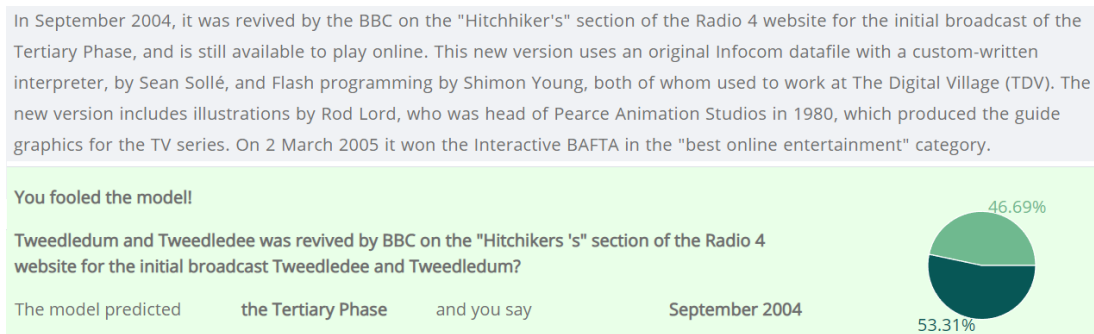 In September 2004, it was revived by the BBC on the "Hitchhiker's" section of the Radio 4 website for the initial broadcast of the
Tertiary Phase, and is still available to play online. This new version uses an original Infocom datafile with a custom-written
interpreter, by Sean Sollé, and Flash programming by Shimon Young, both of whom used to work at The Digital Village (TDV). The
new version includes illustrations by Rod Lord, who was head of Pearce Animation Studios in 1980, which produced the guide
graphics for the TV series. On 2 March 2005 it won the Interactive BAFTA in the "best online entertainment" category.
You fooled the model!
46.69%
Tweedledum and Tweedledee was revived by BBC on the "Hitchikers 's" section of the Radio 4
website for the initial broadcast Tweedledee and Tweedledum?
The model predicted the Tertiary Phase and you say September 2004
53.31%